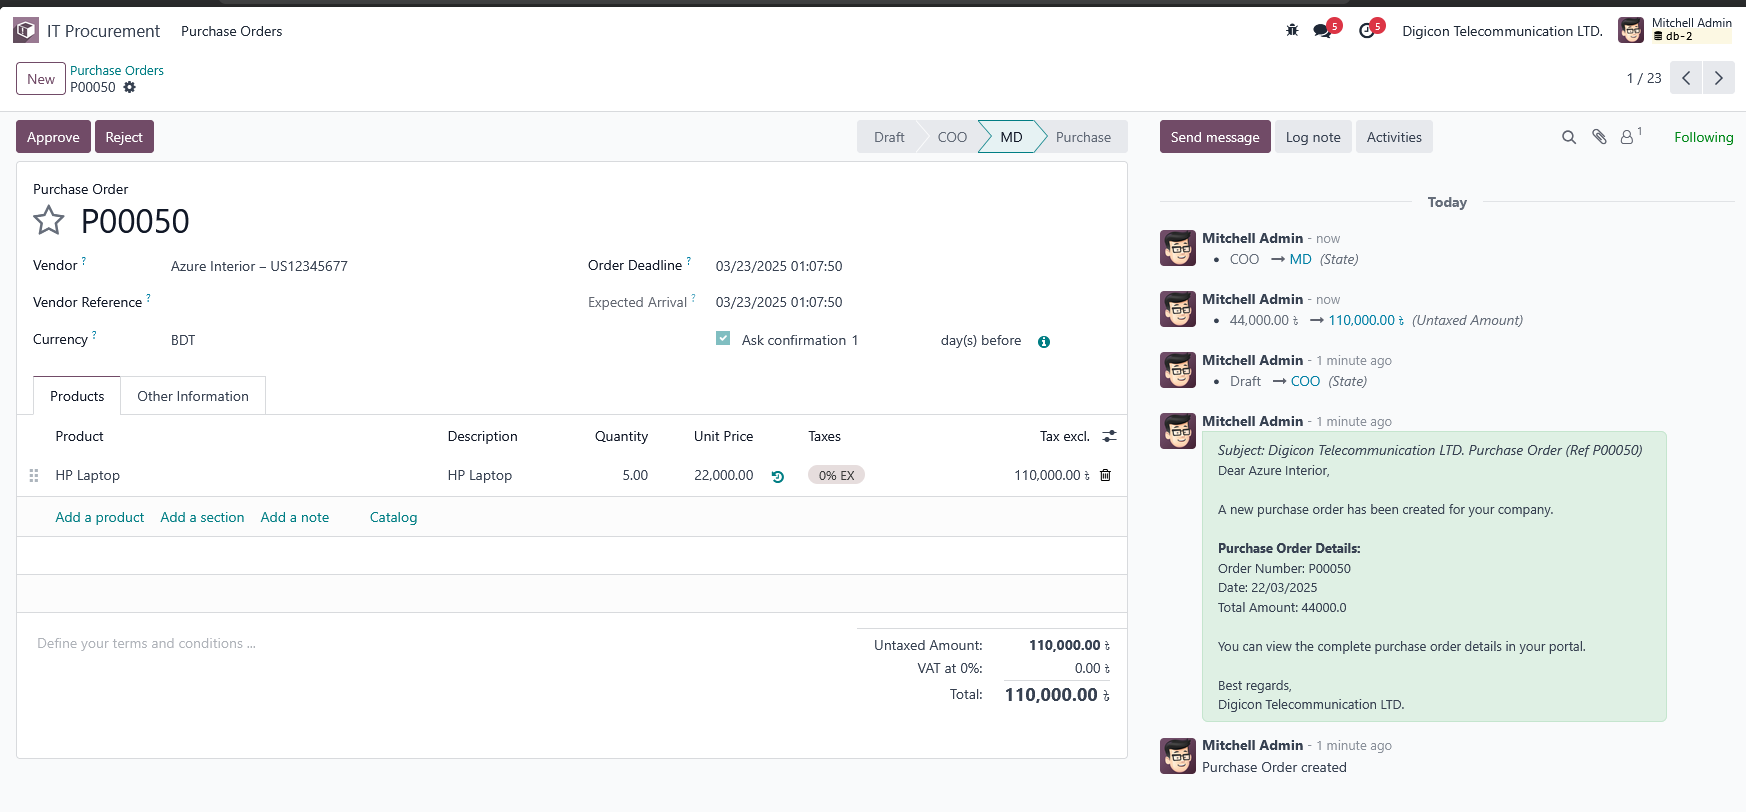 IT Procurement Purchase Orders 5 5 Digicon Telecommunication LTD. Mitchell Admin
db-2
New Purchase Orders
P00050
1 / 23
Approve Reject Draft COO MD Purchase
Send message Log note Activities 1 Following
Purchase Order
P00050
Vendor ? Azure Interior – US12345677
Order Deadline ? 03/23/2025 01:07:50
Vendor Reference ?
Expected Arrival ? 03/23/2025 01:07:50
Currency ? BDT
Ask confirmation 1 day(s) before
Products Other Information
Product Description Quantity Unit Price Taxes Tax excl.
HP Laptop HP Laptop 5.00 22,000.00 0% EX 110,000.00 ৳
Add a product Add a section Add a note Catalog
Define your terms and conditions ...
Untaxed Amount: 110,000.00 ৳
VAT at 0%: 0.00 ৳
Total: 110,000.00 ৳
Today
Mitchell Admin - now
• COO → MD (State)
Mitchell Admin - now
• 44,000.00 ৳ → 110,000.00 ৳ (Untaxed Amount)
Mitchell Admin - 1 minute ago
• Draft → COO (State)
Mitchell Admin - 1 minute ago
Subject: Digicon Telecommunication LTD. Purchase Order (Ref P00050)
Dear Azure Interior,
A new purchase order has been created for your company.
Purchase Order Details:
Order Number: P00050
Date: 22/03/2025
Total Amount: 44000.0
You can view the complete purchase order details in your portal.
Best regards,
Digicon Telecommunication LTD.
Mitchell Admin - 1 minute ago
Purchase Order created